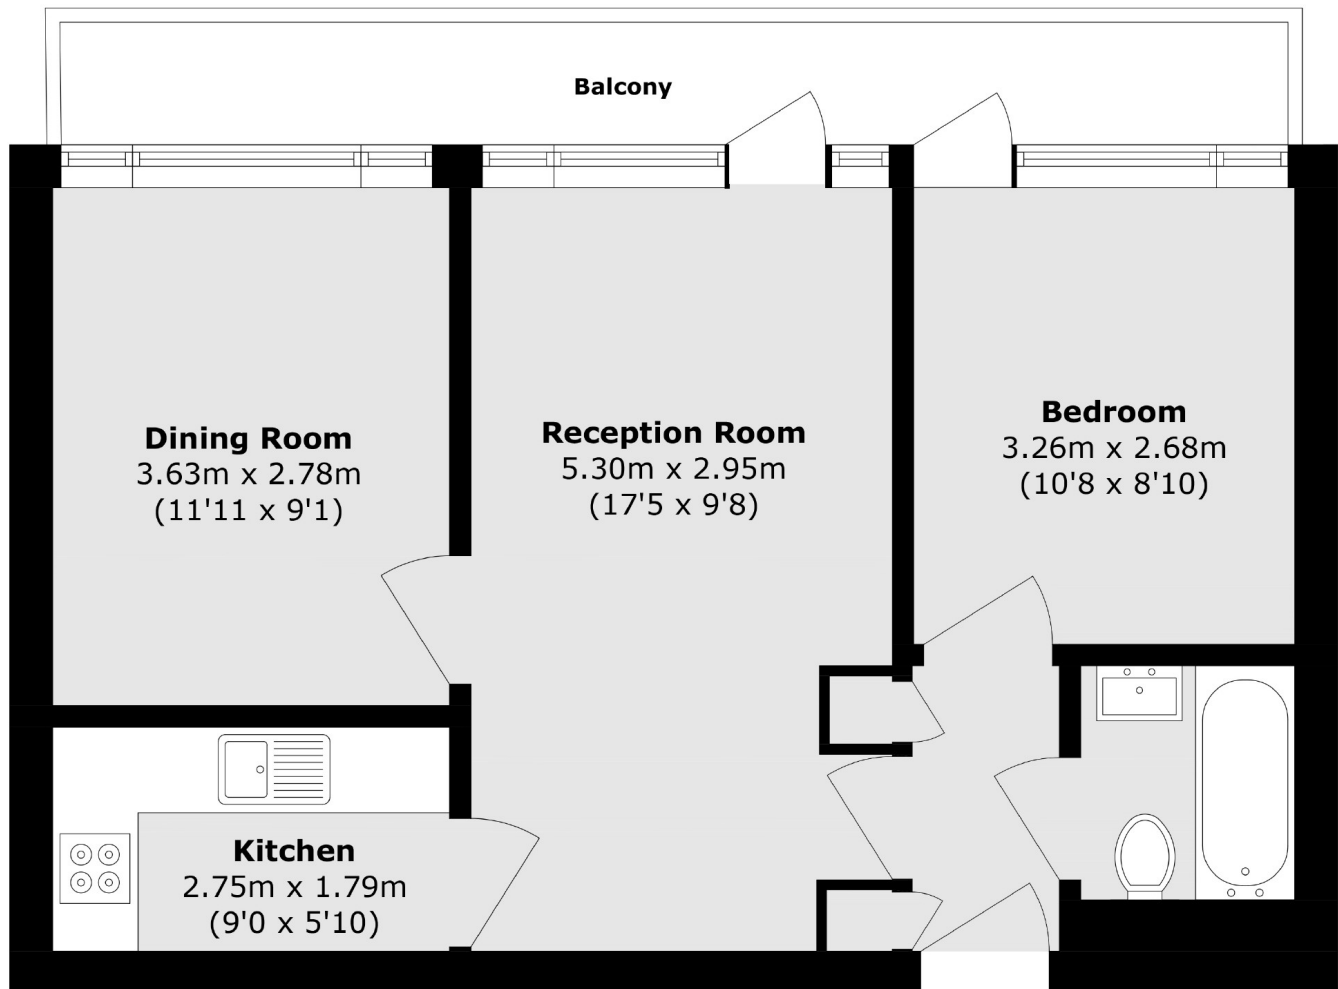 Balcony
Dining Room
3.63m x 2.78m
(11'11 x 9'1)
Reception Room
5.30m x 2.95m
(17'5 x 9'8)
Bedroom
3.26m x 2.68m
(10'8 x 8'10)
Kitchen
2.75m x 1.79m
(9'0 x 5'10)